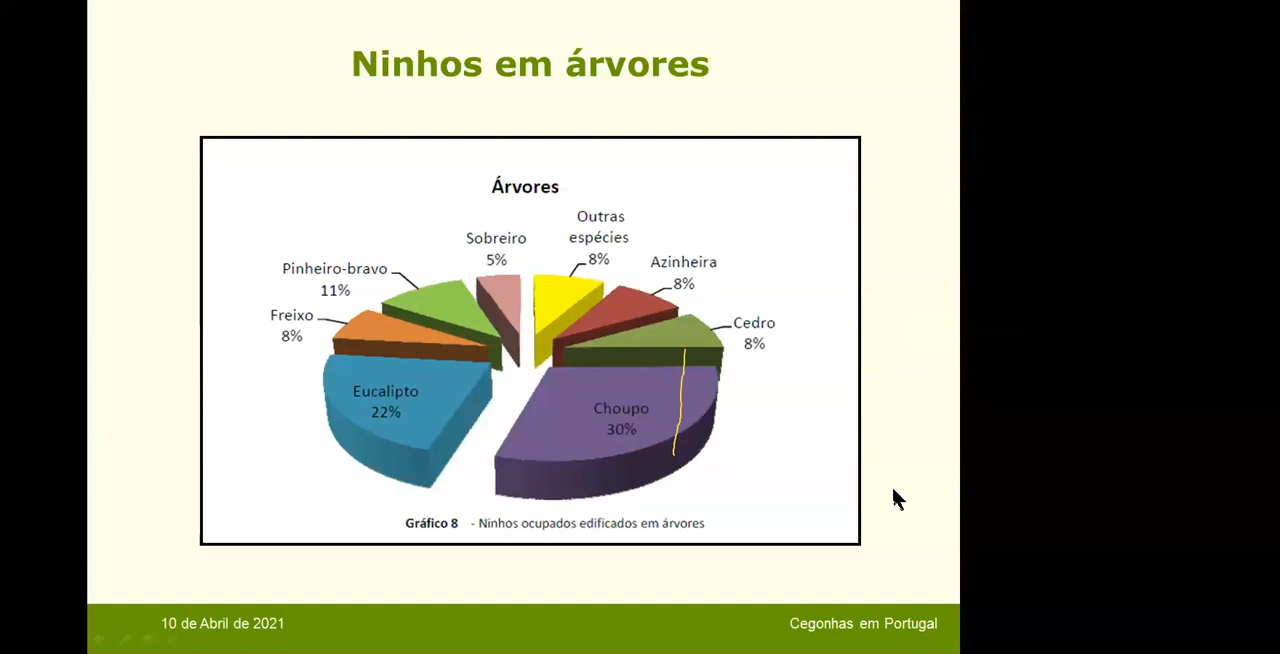 Ninhos em árvores
Árvores
Outras
espécies
8%
Sobreiro
5%
Azinheira
8%
Pinheiro-bravo
11%
Freixo
8%
Cedro
8%
Eucalipto
22%
Choupo
30%
Gráfico 8 - Ninhos ocupados edificados em árvores
10 de Abril de 2021
Cegonhas em Portugal